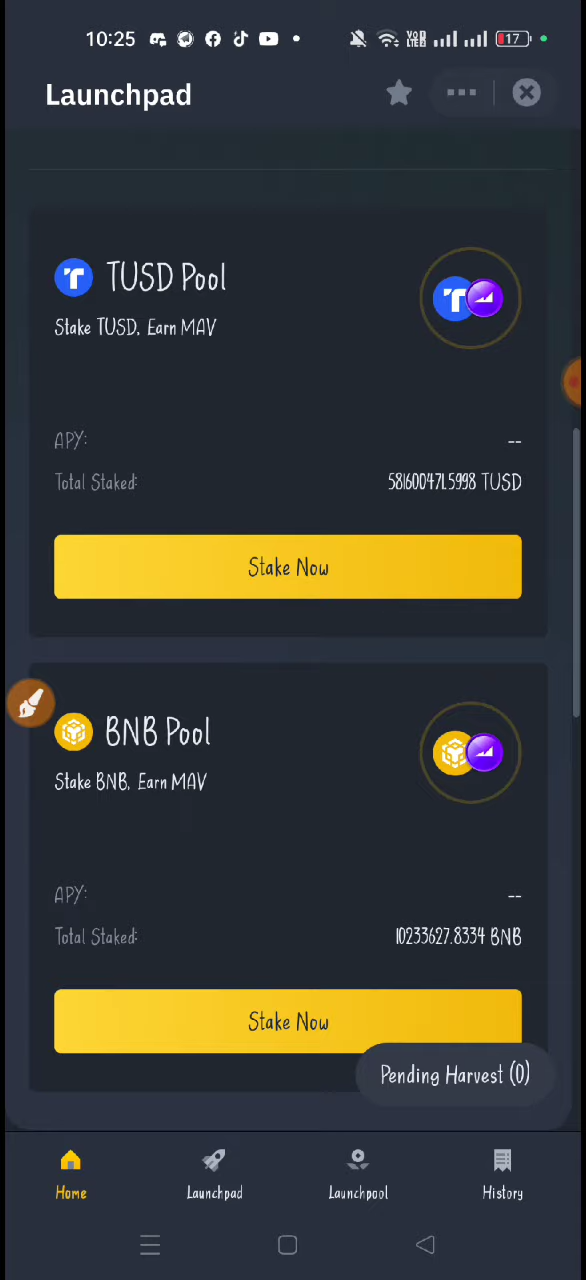 10:25
VoLTE 17
Launchpad
TUSD Pool
Stake TUSD, Earn MAV
APY: --
Total Staked: 58160047.5998 TUSD
Stake Now
BNB Pool
Stake BNB, Earn MAV
APY: --
Total Staked: 10233627.8334 BNB
Stake Now
Pending Harvest (0)
Home Launchpad Launchpool History